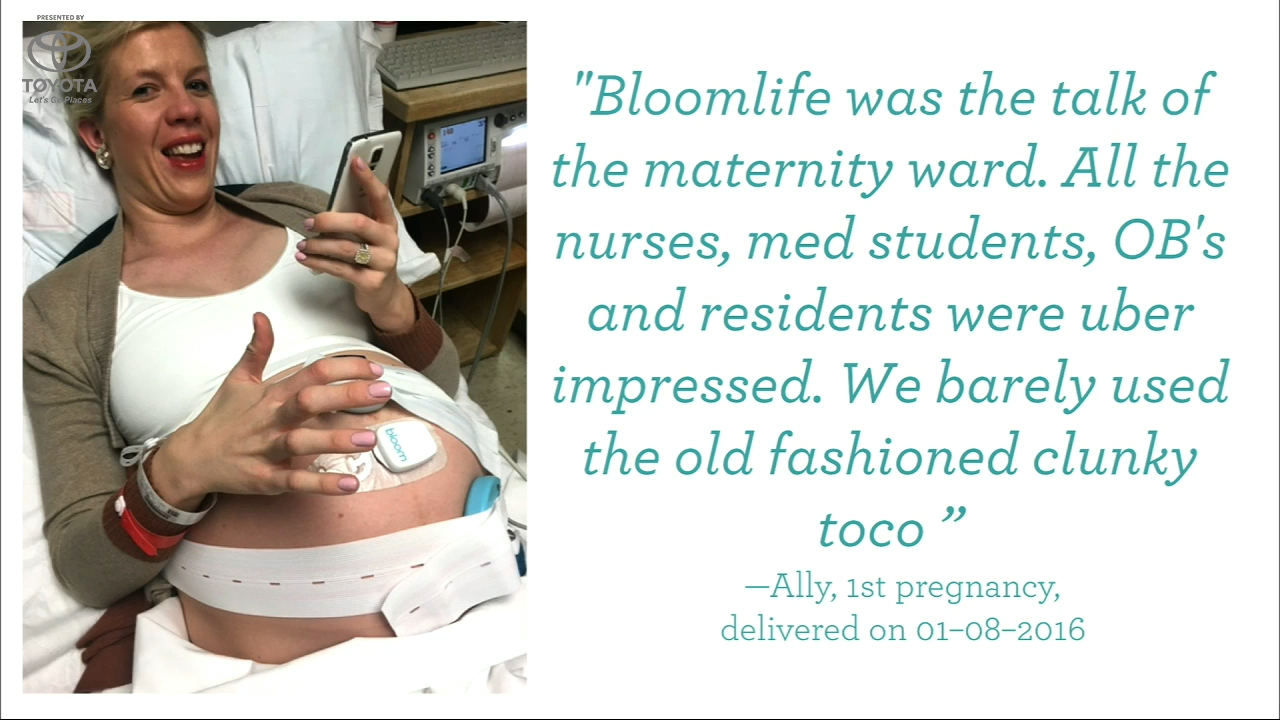 PRESENTED BY
TOYOTA
Let's Go Places
"Bloomlife was the talk of
the maternity ward. All the
nurses, med students, OB's
and residents were uber
impressed. We barely used
the old fashioned clunky
toco ”
—Ally, 1st pregnancy,
delivered on 01-08-2016
bloom